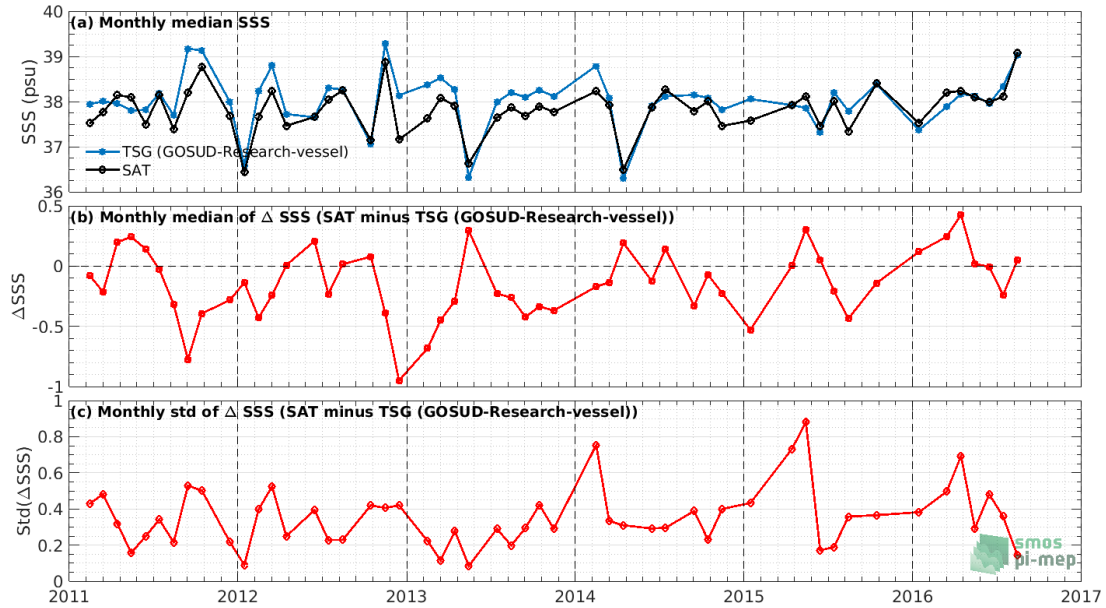 (a) Monthly median SSS
SSS (psu)
40
39
38
37
36
TSG (GOSUD-Research-vessel)
SAT
(b) Monthly median of Δ SSS (SAT minus TSG (GOSUD-Research-vessel))
ΔSSS
0.5
0
-0.5
-1
(c) Monthly std of Δ SSS (SAT minus TSG (GOSUD-Research-vessel))
Std(ΔSSS)
1
0.8
0.6
0.4
0.2
0
2011 2012 2013 2014 2015 2016 2017
smos
pi-mep